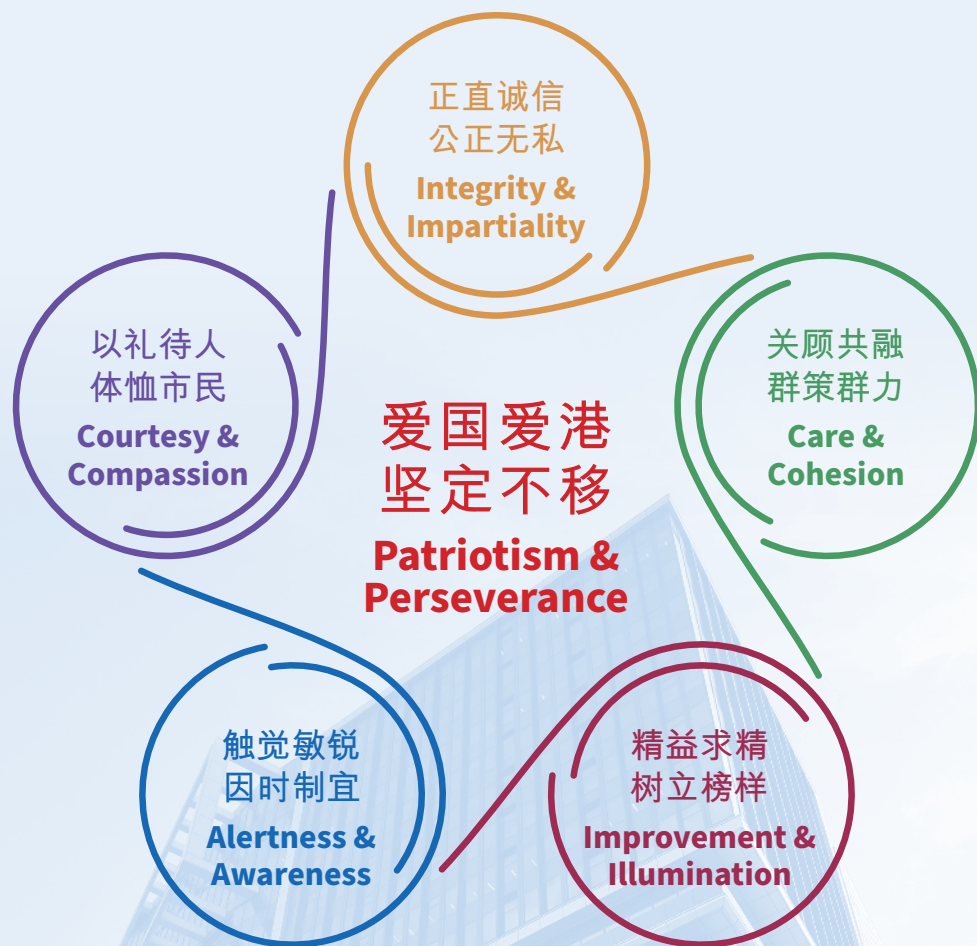 正直诚信
公正无私
Integrity &
Impartiality
以礼待人
体恤市民
Courtesy &
Compassion
关顾共融
群策群力
Care &
Cohesion
爱国爱港
坚定不移
Patriotism &
Perseverance
触觉敏锐
因时制宜
Alertness &
Awareness
精益求精
树立榜样
Improvement &
Illumination